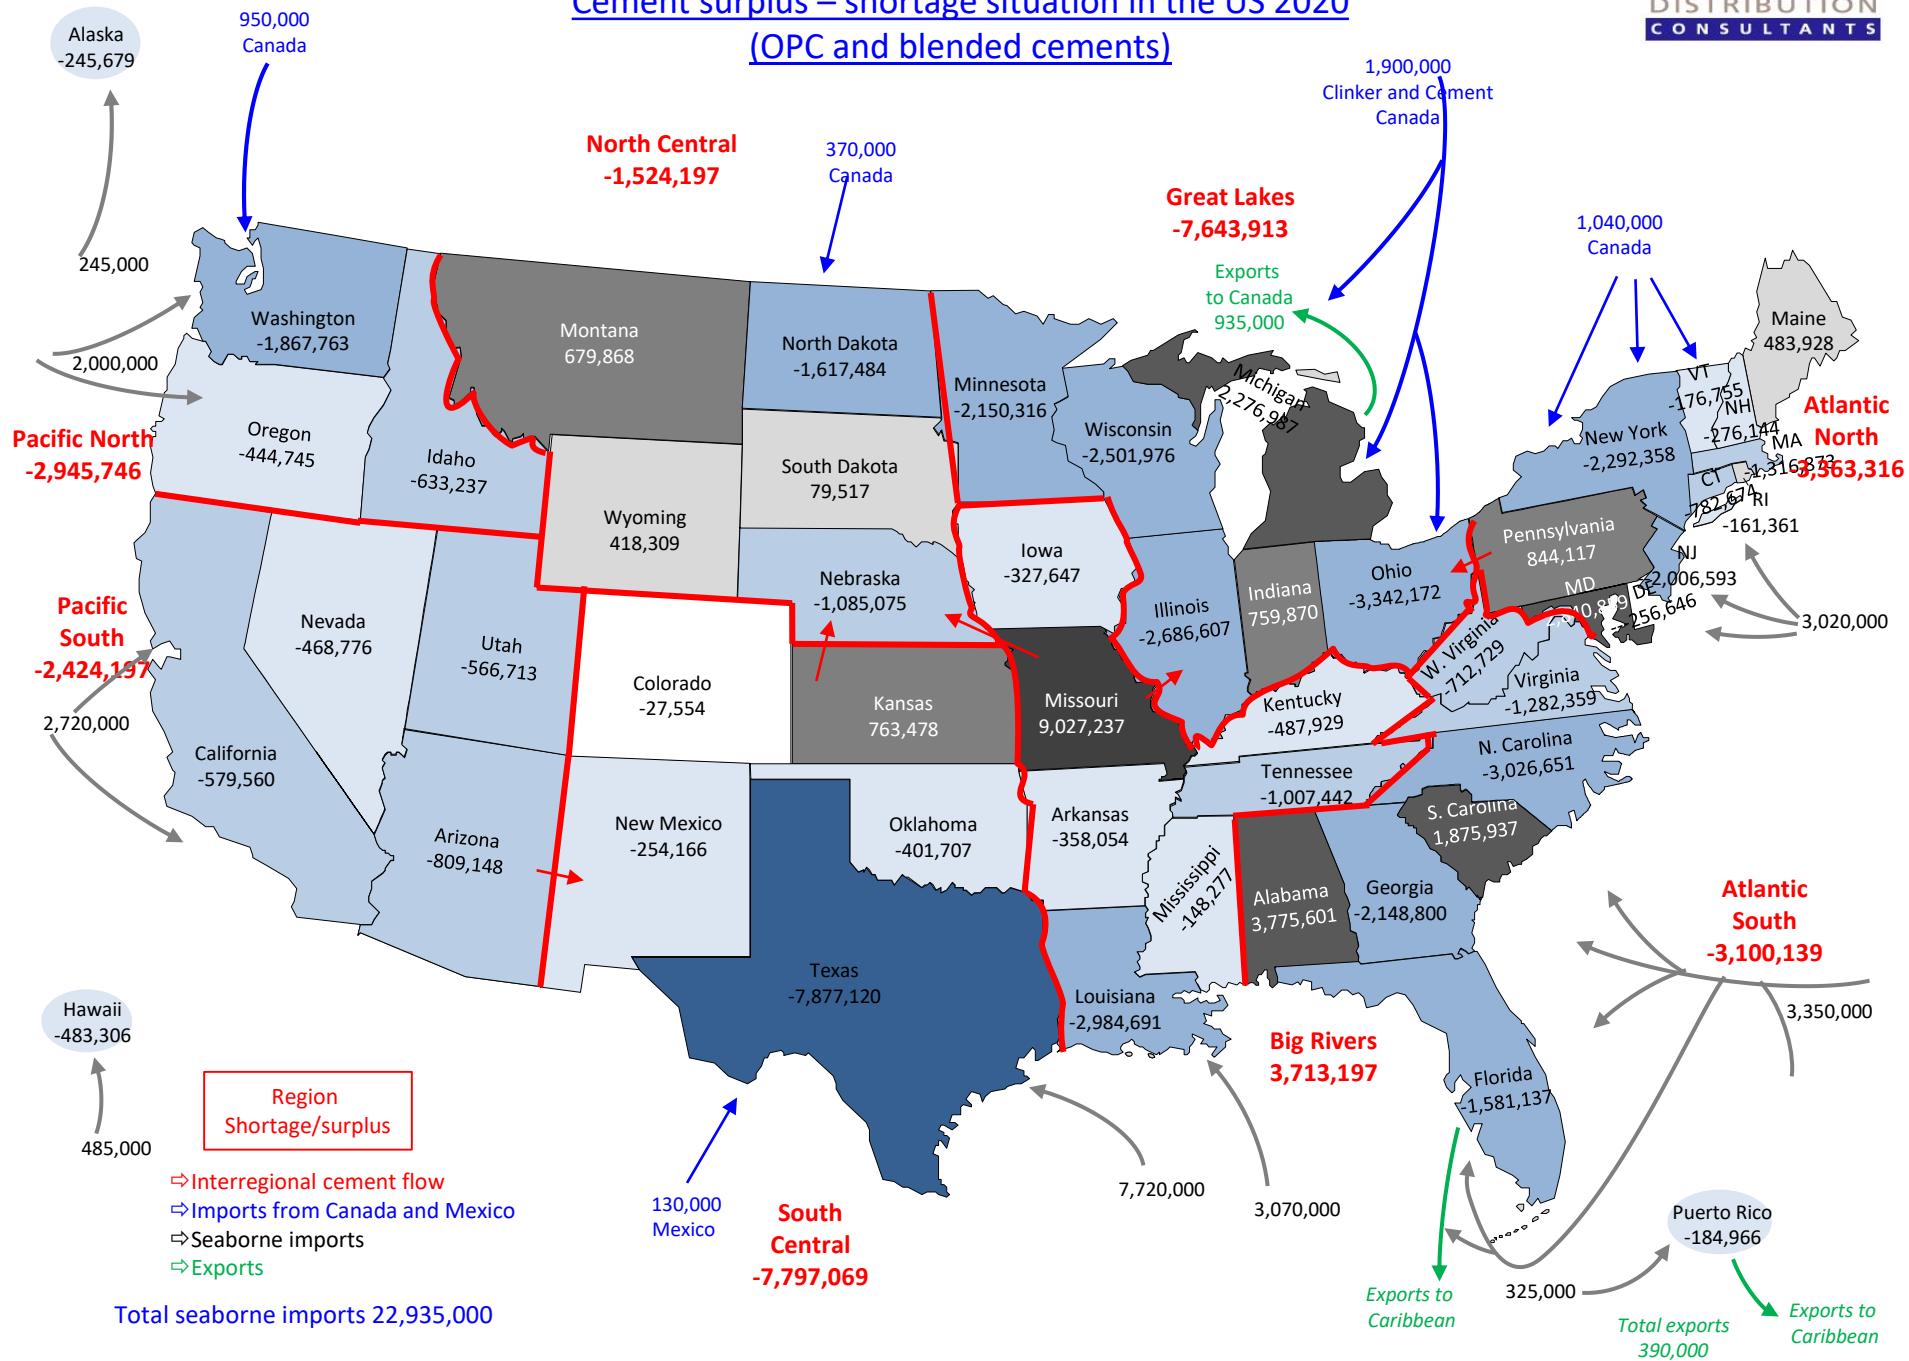 Cement surplus – shortage situation in the US 2020
(OPC and blended cements)
DISTRIBUTION
CONSULTANTS
Alaska
-245,679
950,000
Canada
245,000
2,000,000
North Central
-1,524,197
370,000
Canada
1,900,000
Clinker and Cement
Canada
Great Lakes
-7,643,913
Exports
to Canada
935,000
1,040,000
Canada
Washington
-1,867,763
Montana
679,868
North Dakota
-1,617,484
Minnesota
-2,150,316
Wisconsin
-2,501,976
Michigan
2,276,987
Maine
483,928
VT
-176,755
NH
-276,144
MA
-1,316,873
Atlantic
North
-3,363,316
New York
-2,292,358
CT
-782,674
RI
-161,361
Pacific North
-2,945,746
Oregon
-444,745
Idaho
-633,237
South Dakota
79,517
Wyoming
418,309
Iowa
-327,647
Nebraska
-1,085,075
Illinois
-2,686,607
Indiana
759,870
Ohio
-3,342,172
Pennsylvania
844,117
NJ
-2,006,593
MD
DE
-256,646
3,020,000
Pacific
South
-2,424,197
2,720,000
Nevada
-468,776
Utah
-566,713
Colorado
-27,554
Kansas
763,478
Missouri
9,027,237
Kentucky
-487,929
W. Virginia
-712,729
Virginia
-1,282,359
California
-579,560
Arizona
-809,148
New Mexico
-254,166
Oklahoma
-401,707
Arkansas
-358,054
Tennessee
-1,007,442
N. Carolina
-3,026,651
S. Carolina
1,875,937
Mississippi
-148,277
Alabama
3,775,601
Georgia
-2,148,800
Atlantic
South
-3,100,139
3,350,000
Texas
-7,877,120
Louisiana
-2,984,691
Big Rivers
3,713,197
Florida
-1,581,137
Hawaii
-483,306
485,000
Region
Shortage/surplus
⇨Interregional cement flow
⇨Imports from Canada and Mexico
⇨Seaborne imports
⇨Exports
Total seaborne imports 22,935,000
130,000
Mexico
South
Central
-7,797,069
7,720,000
3,070,000
Puerto Rico
-184,966
325,000
Exports to
Caribbean
Total exports
390,000
Exports to
Caribbean